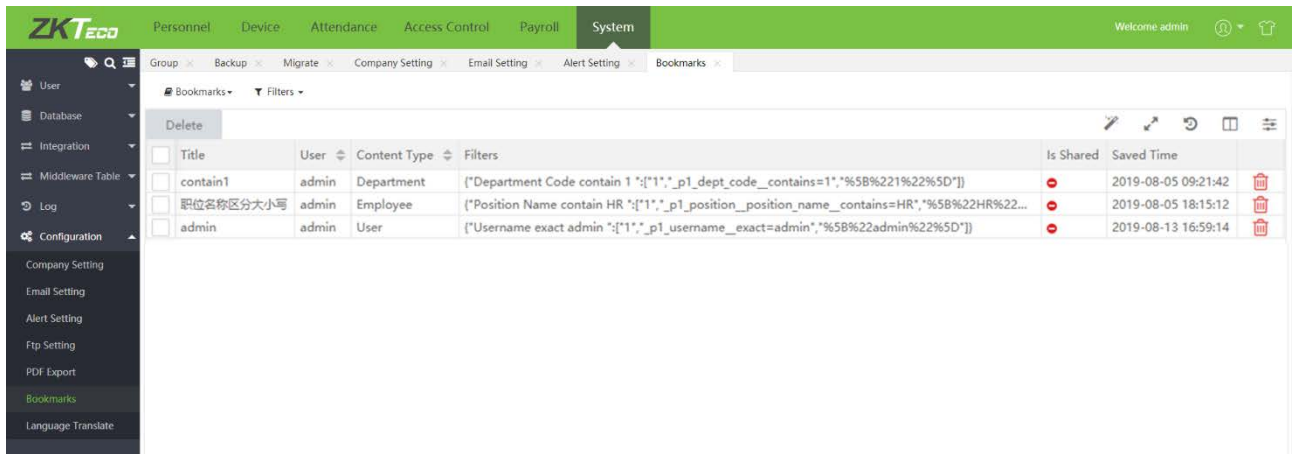 ZKTeco Personnel Device Attendance Access Control Payroll System Welcome admin
Group Backup Migrate Company Setting Email Setting Alert Setting Bookmarks
User
Bookmarks Filters
Database
Delete
Integration
Title User Content Type Filters Is Shared Saved Time
Middleware Table
contain1 admin Department {"Department Code contain 1 ":["1","_p1_dept_code__contains=1","%5B%221%22%5D"]}  2019-08-05 09:21:42
Log
职位名称区分大小写 admin Employee {"Position Name contain HR ":["1","_p1_position__position_name__contains=HR","%5B%22HR%22... 2019-08-05 18:15:12
admin admin User {"Username exact admin ":["1","_p1_username__exact=admin","%5B%22admin%22%5D"]} 2019-08-13 16:59:14
Configuration
Company Setting
Email Setting
Alert Setting
Ftp Setting
PDF Export
Bookmarks
Language Translate